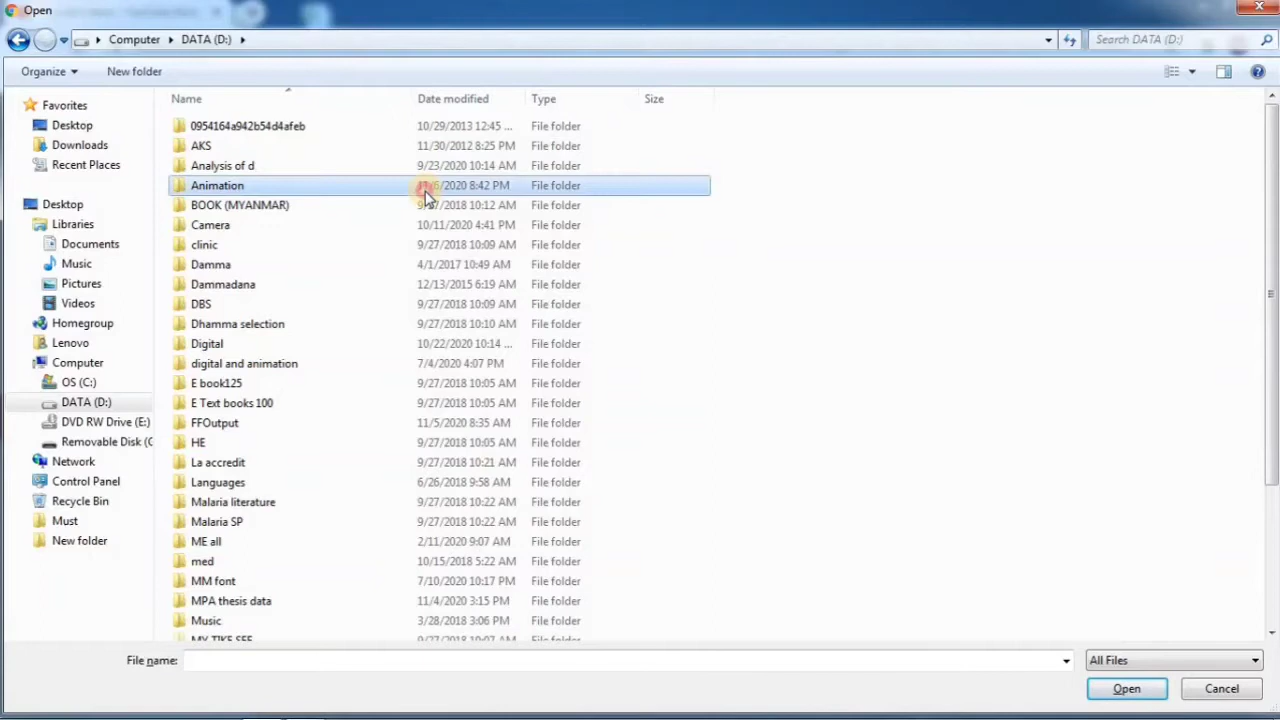 Open
Computer DATA (D:) Search DATA (D:)
Organize New folder
Name Date modified Type Size
Favorites
Desktop
Downloads
Recent Places
Desktop
Libraries
Documents
Music
Pictures
Videos
Homegroup
Lenovo
Computer
OS (C:)
DATA (D:)
DVD RW Drive (E:)
Removable Disk (
Network
Control Panel
Recycle Bin
Must
New folder
0954164a942b54d4afeb 10/29/2013 12:45 ... File folder
AKS 11/30/2012 8:25 PM File folder
Analysis of d 9/23/2020 10:14 AM File folder
Animation 8:42 PM File folder
BOOK (MYANMAR) 10:12 AM File folder
Camera 10/11/2020 4:41 PM File folder
clinic 9/27/2018 10:09 AM File folder
Damma 4/1/2017 10:49 AM File folder
Dammadana 12/13/2015 6:19 AM File folder
DBS 9/27/2018 10:09 AM File folder
Dhamma selection 9/27/2018 10:10 AM File folder
Digital 10/22/2020 10:14 ... File folder
digital and animation 7/4/2020 4:07 PM File folder
E book125 9/27/2018 10:05 AM File folder
E Text books 100 9/27/2018 10:05 AM File folder
FFOutput 11/5/2020 8:35 AM File folder
HE 9/27/2018 10:05 AM File folder
La accredit 9/27/2018 10:21 AM File folder
Languages 6/26/2018 9:58 AM File folder
Malaria literature 9/27/2018 10:22 AM File folder
Malaria SP 9/27/2018 10:22 AM File folder
ME all 2/11/2020 9:07 AM File folder
med 10/15/2018 5:22 AM File folder
MM font 7/10/2020 10:17 PM File folder
MPA thesis data 11/4/2020 3:15 PM File folder
Music 3/28/2018 3:06 PM File folder
File name: All Files
Open Cancel